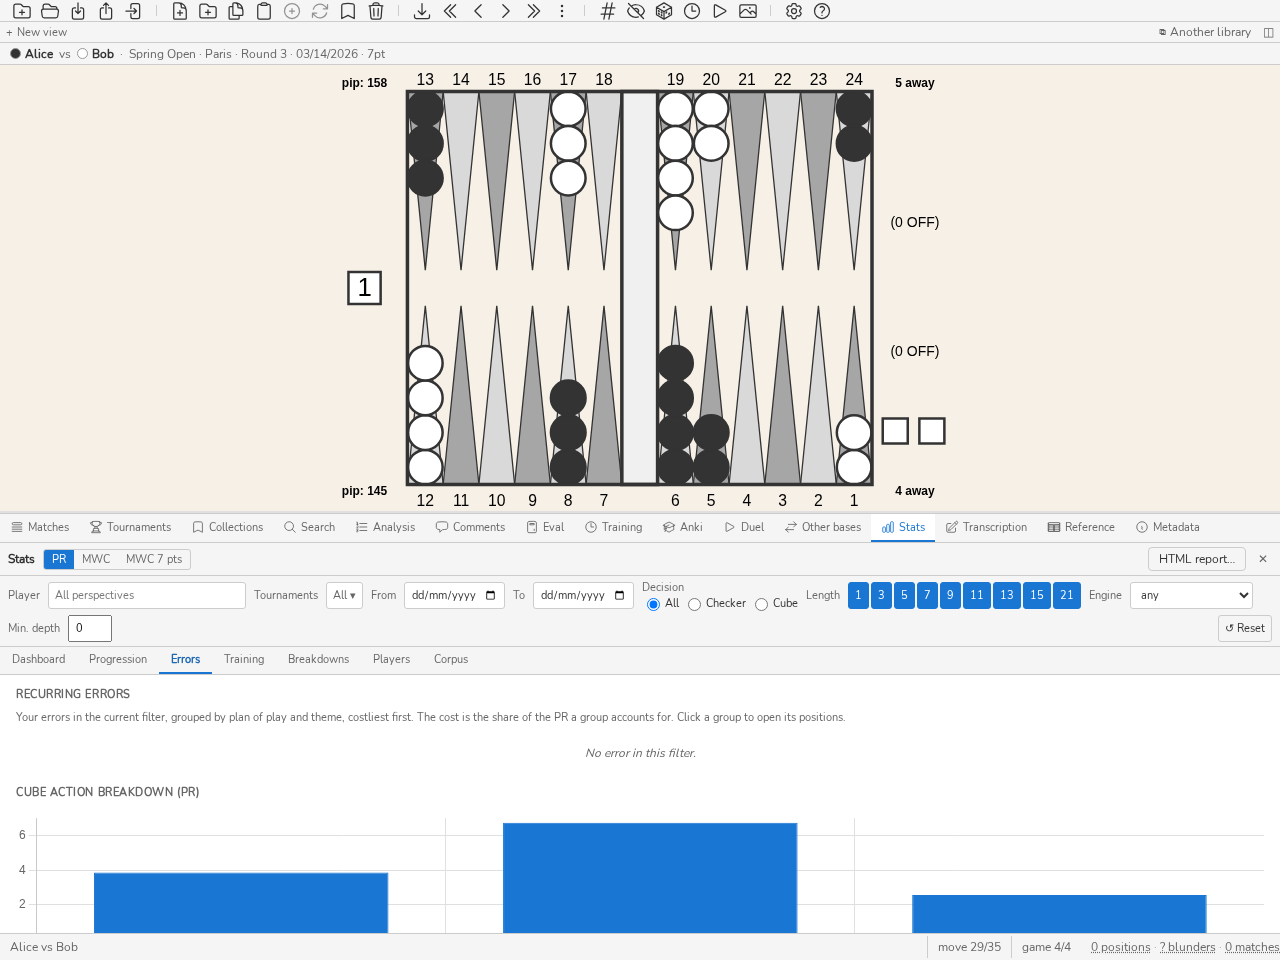 + New view
Another library
Alice vs Bob · Spring Open · Paris · Round 3 · 03/14/2026 · 7pt
pip: 158
13 14 15 16 17 18 19 20 21 22 23 24
5 away
(0 OFF)
1
(0 OFF)
pip: 145
12 11 10 9 8 7 6 5 4 3 2 1
4 away
Matches Tournaments Collections Search Analysis Comments Eval Training Anki Duel Other bases Stats Transcription Reference Metadata
Stats PR MWC MWC 7 pts HTML report... ×
Player All perspectives Tournaments All ▾ From dd/mm/yyyy To dd/mm/yyyy Decision All Checker Cube Length 1 3 5 7 9 11 13 15 21 Engine any
Min. depth 0 ↺ Reset
Dashboard Progression Errors Training Breakdowns Players Corpus
RECURRING ERRORS
Your errors in the current filter, grouped by plan of play and theme, costliest first. The cost is the share of the PR a group accounts for. Click a group to open its positions.
No error in this filter.
CUBE ACTION BREAKDOWN (PR)
6
4
2
Alice vs Bob move 29/35 game 4/4 0 positions · ? blunders · 0 matches